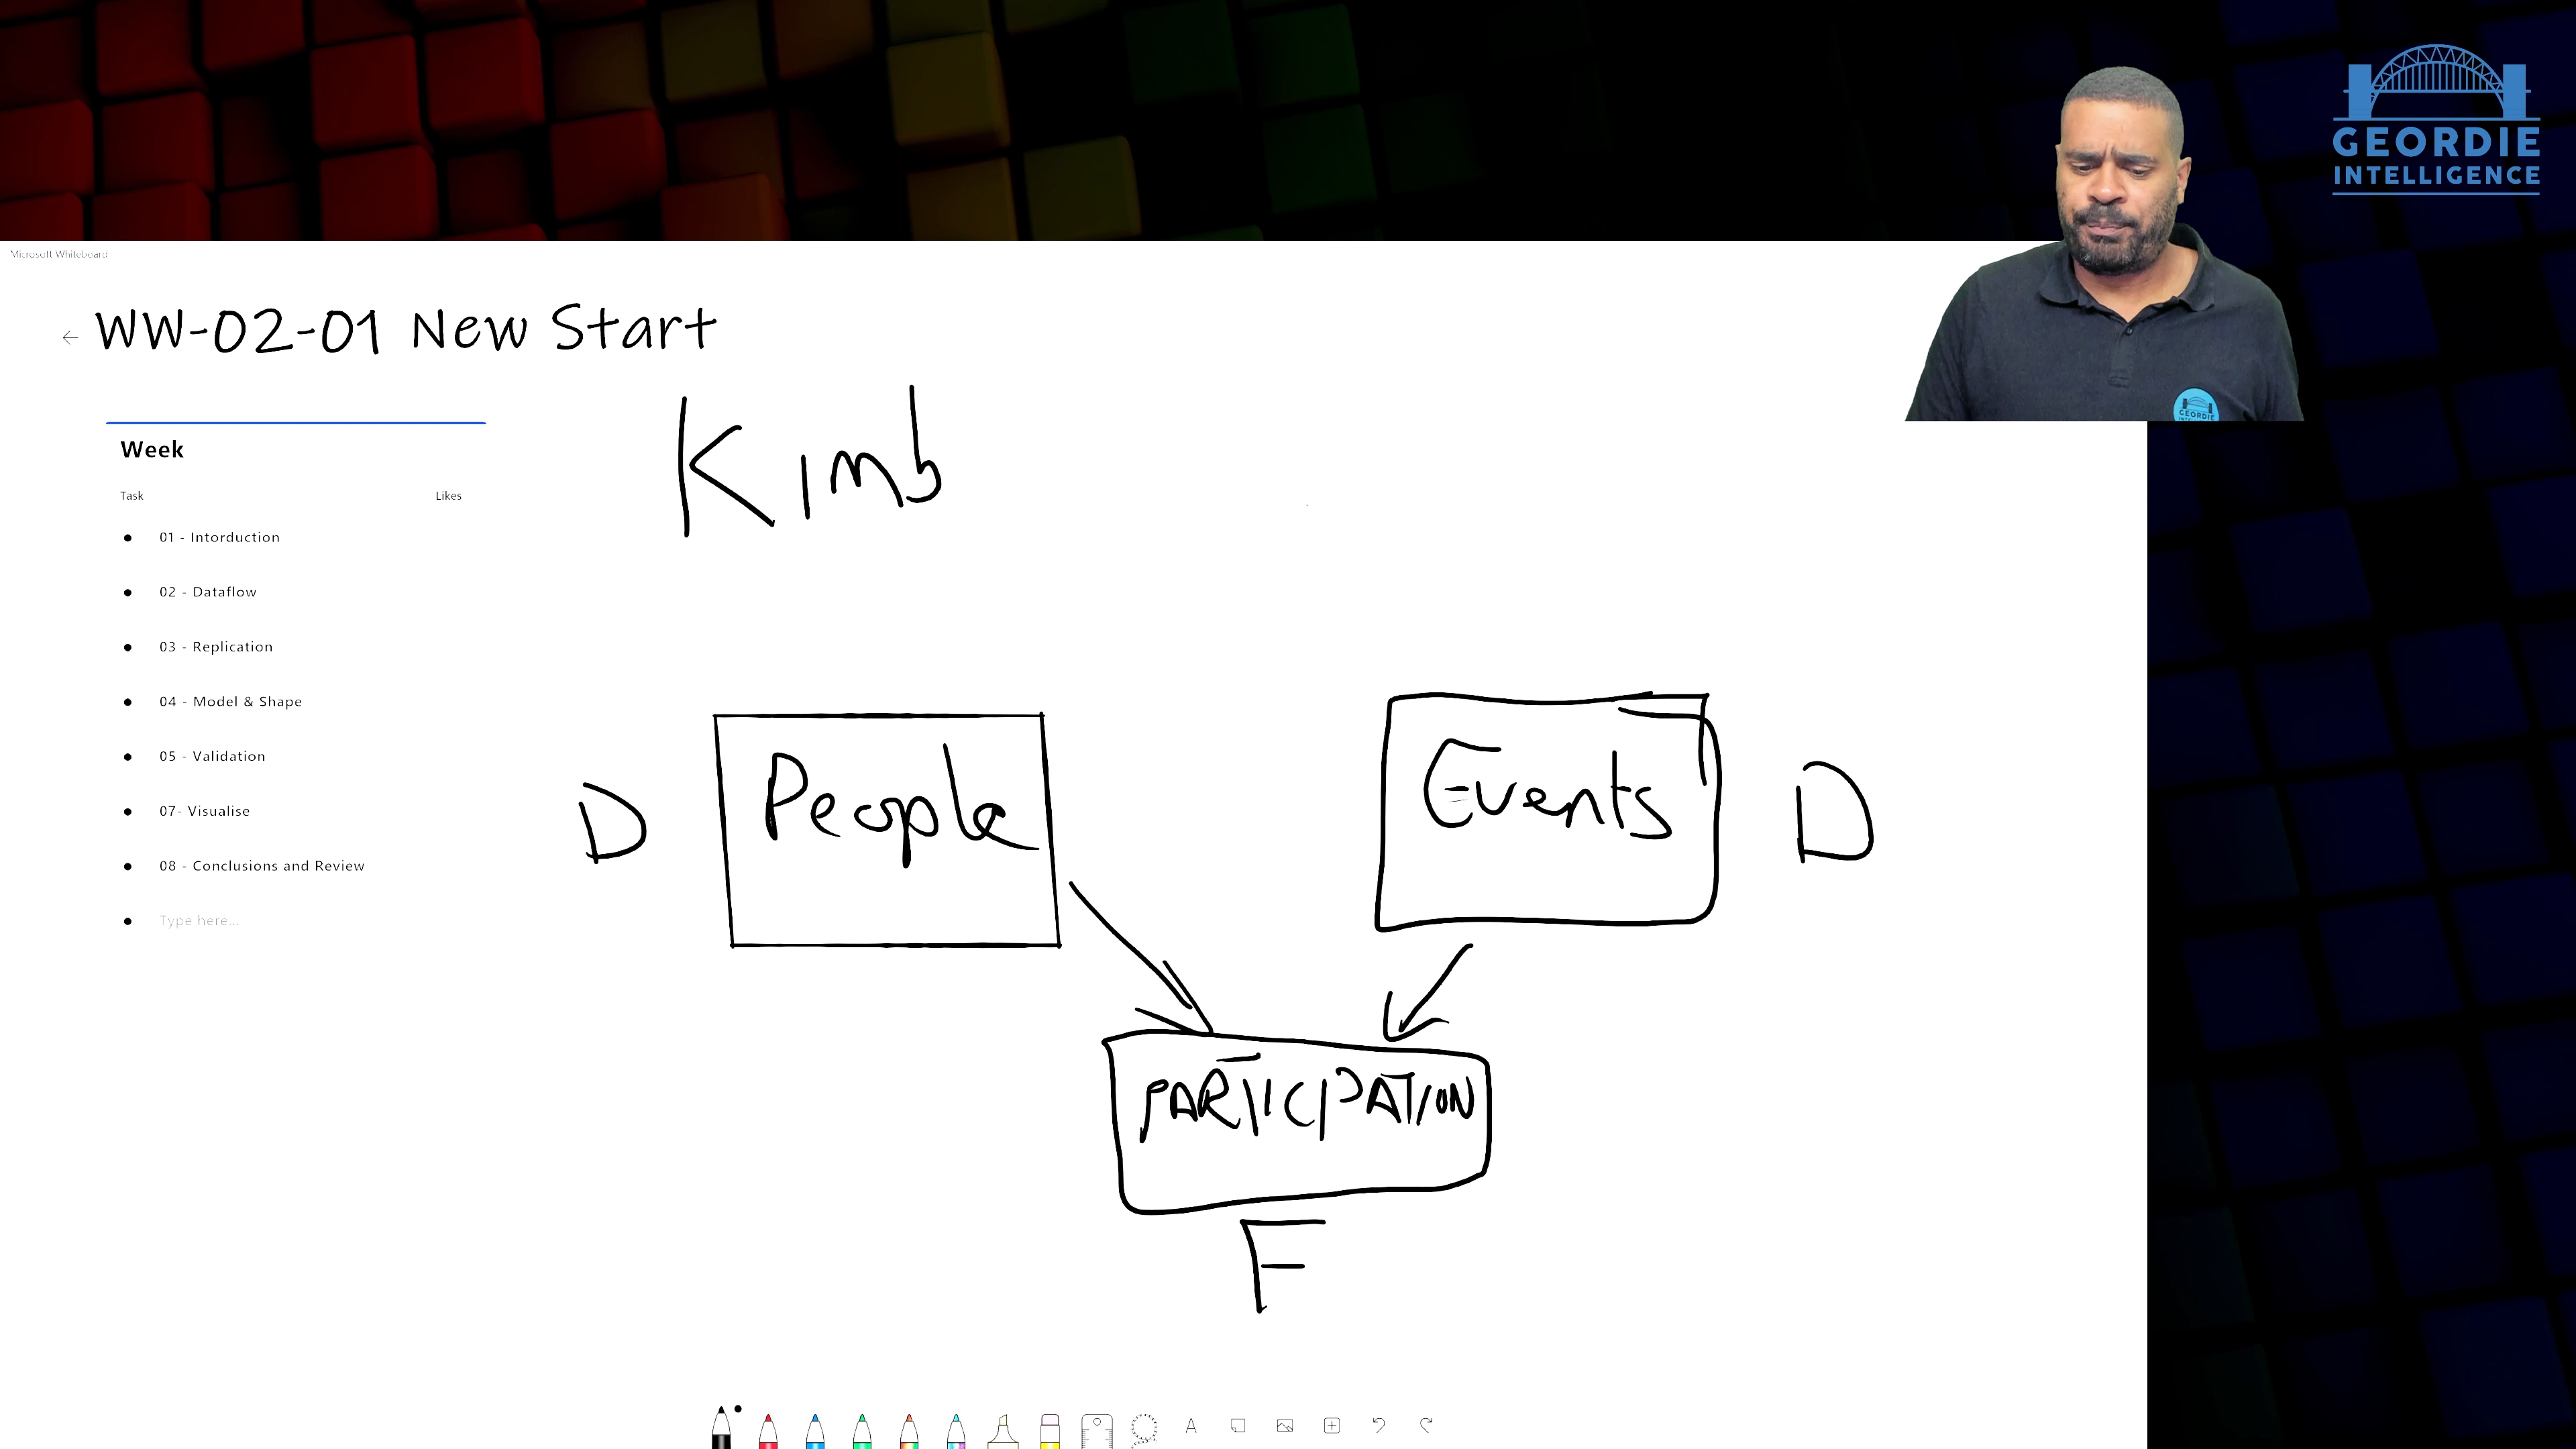 GEORDIE
INTELLIGENCE
Microsoft Whiteboard
WW-02-01 New Start
Kimb
Week
Task Likes
01 - Intorduction
02 - Dataflow
03 - Replication
04 - Model & Shape
05 - Validation
07- Visualise
08 - Conclusions and Review
Type here...
D People Events D
PARTICIPATION
F
GEORDIE
A